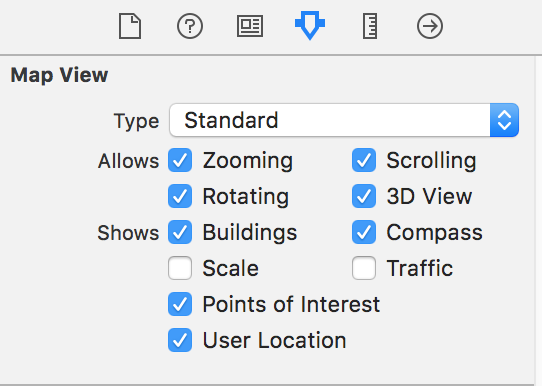 Map View
Type Standard
Allows Zooming Scrolling
Rotating 3D View
Shows Buildings Compass
Scale Traffic
Points of Interest
User Location